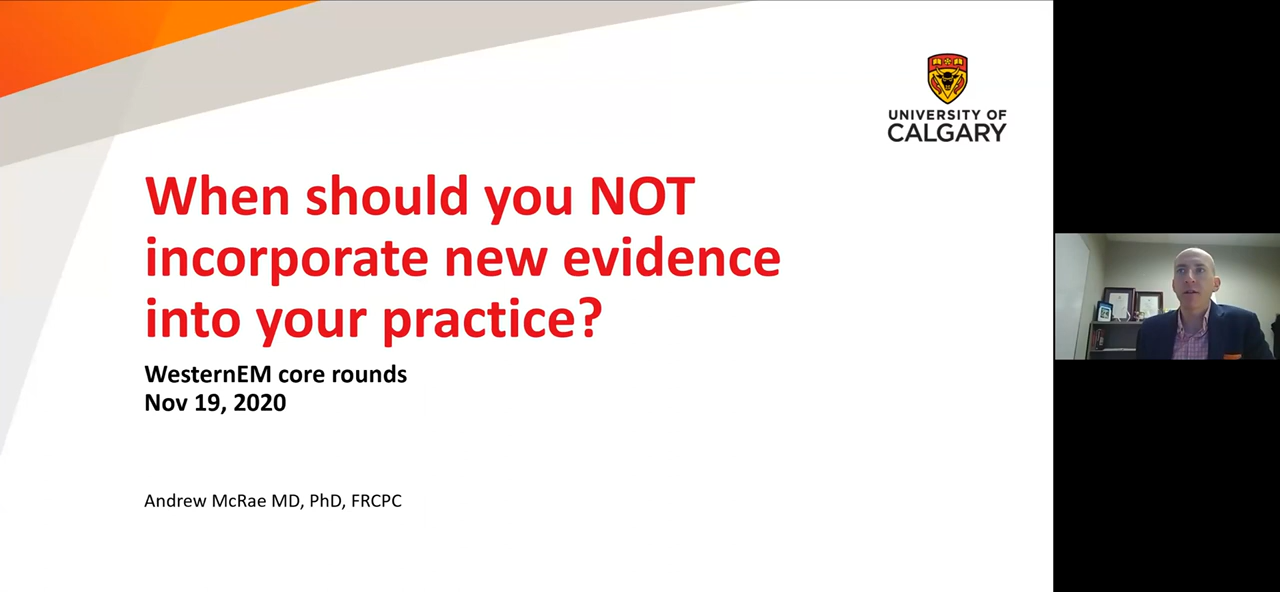 UNIVERSITY OF
CALGARY
When should you NOT
incorporate new evidence
into your practice?
WesternEM core rounds
Nov 19, 2020
Andrew McRae MD, PhD, FRCPC